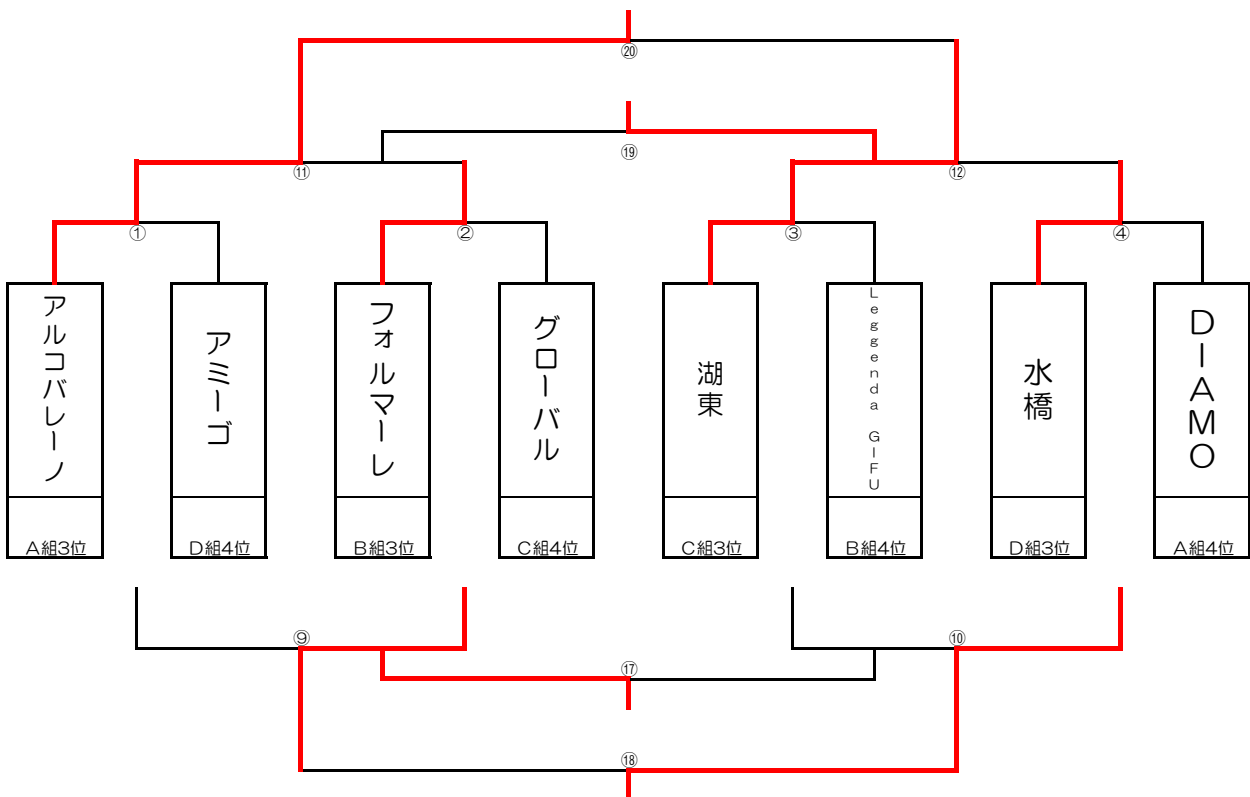 ⑳
⑲
⑪
⑫
①
②
③
④
アルコバレーノ
アミーゴ
フォルマーレ
グローバル
湖東
Leggenda GIFU
水橋
DIAMO
A組3位
D組4位
B組3位
C組4位
C組3位
B組4位
D組3位
A組4位
⑨
⑩
⑰
⑱